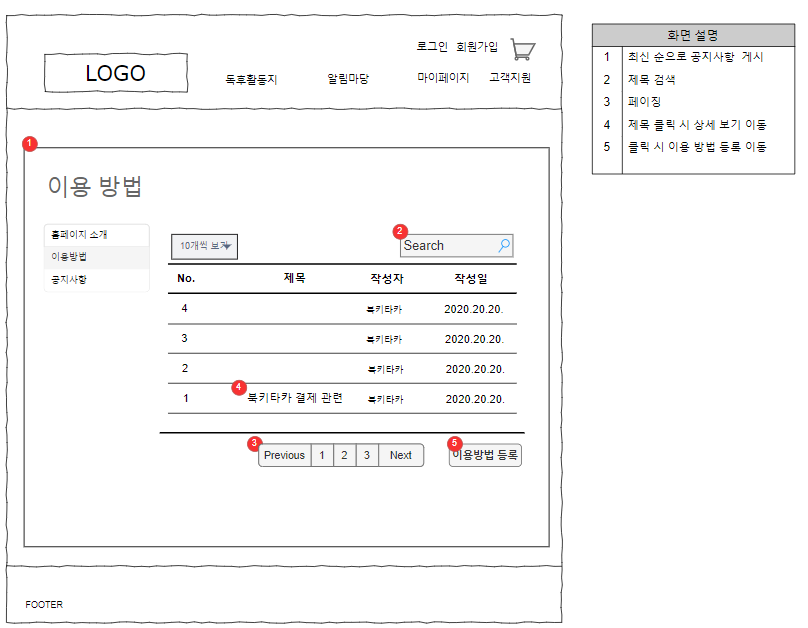 로그인 회원가입
LOGO
독후활동지 알림마당 마이페이지 고객지원
1
이용 방법
홈페이지 소개
이용방법
공지사항
10개씩 보기
2
Search
No. 제목 작성자 작성일
4 북키타카 2020.20.20.
3 북키타카 2020.20.20.
2 북키타카 2020.20.20.
4
1 북키타카 결제 관련 북키타카 2020.20.20.
3
Previous 1 2 3 Next
5
이용방법 등록
FOOTER
화면 설명
1 최신 순으로 공지사항 게시
2 제목 검색
3 페이징
4 제목 클릭 시 상세 보기 이동
5 클릭 시 이용 방법 등록 이동